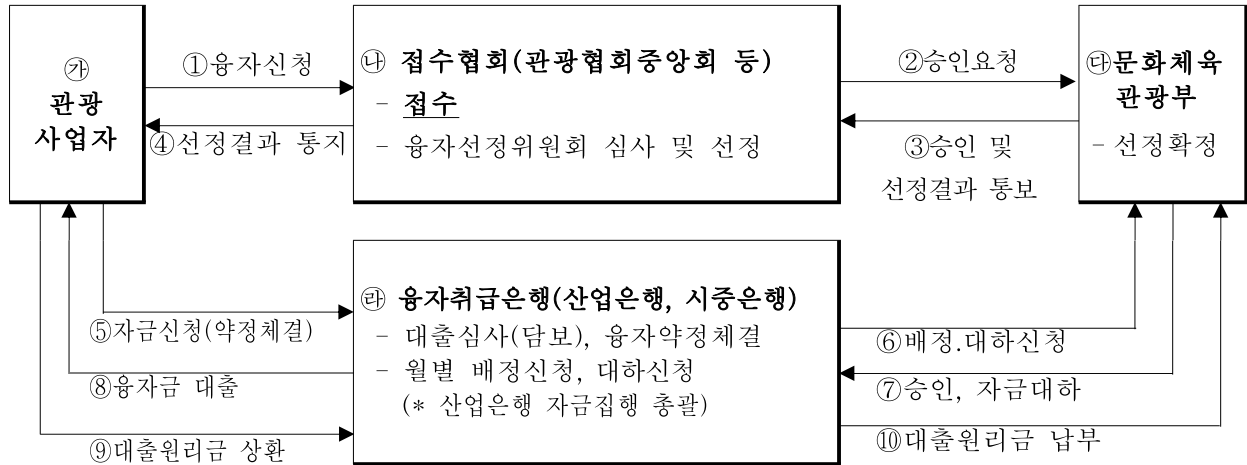 ㉮
관광
사업자
①융자신청
④선정결과 통지
㉯ 접수협회(관광협회중앙회 등)
- 접수
- 융자선정위원회 심사 및 선정
②승인요청
③승인 및
선정결과 통보
㉰문화체육
관광부
- 선정확정
⑤자금신청(약정체결)
⑧융자금 대출
⑨대출원리금 상환
㉱ 융자취급은행(산업은행, 시중은행)
- 대출심사(담보), 융자약정체결
- 월별 배정신청, 대하신청
(* 산업은행 자금집행 총괄)
⑥배정.대하신청
⑦승인, 자금대하
⑩대출원리금 납부